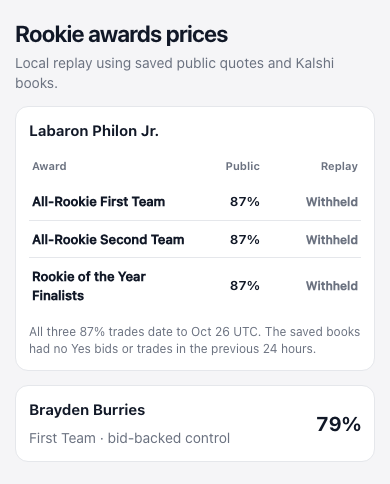 Rookie awards prices
Local replay using saved public quotes and Kalshi
books.
Labaron Philon Jr.
Award Public Replay
All-Rookie First Team 87% Withheld
All-Rookie Second Team 87% Withheld
Rookie of the Year
Finalists 87% Withheld
All three 87% trades date to Oct 26 UTC. The saved books
had no Yes bids or trades in the previous 24 hours.
Brayden Burries
First Team · bid-backed control
79%